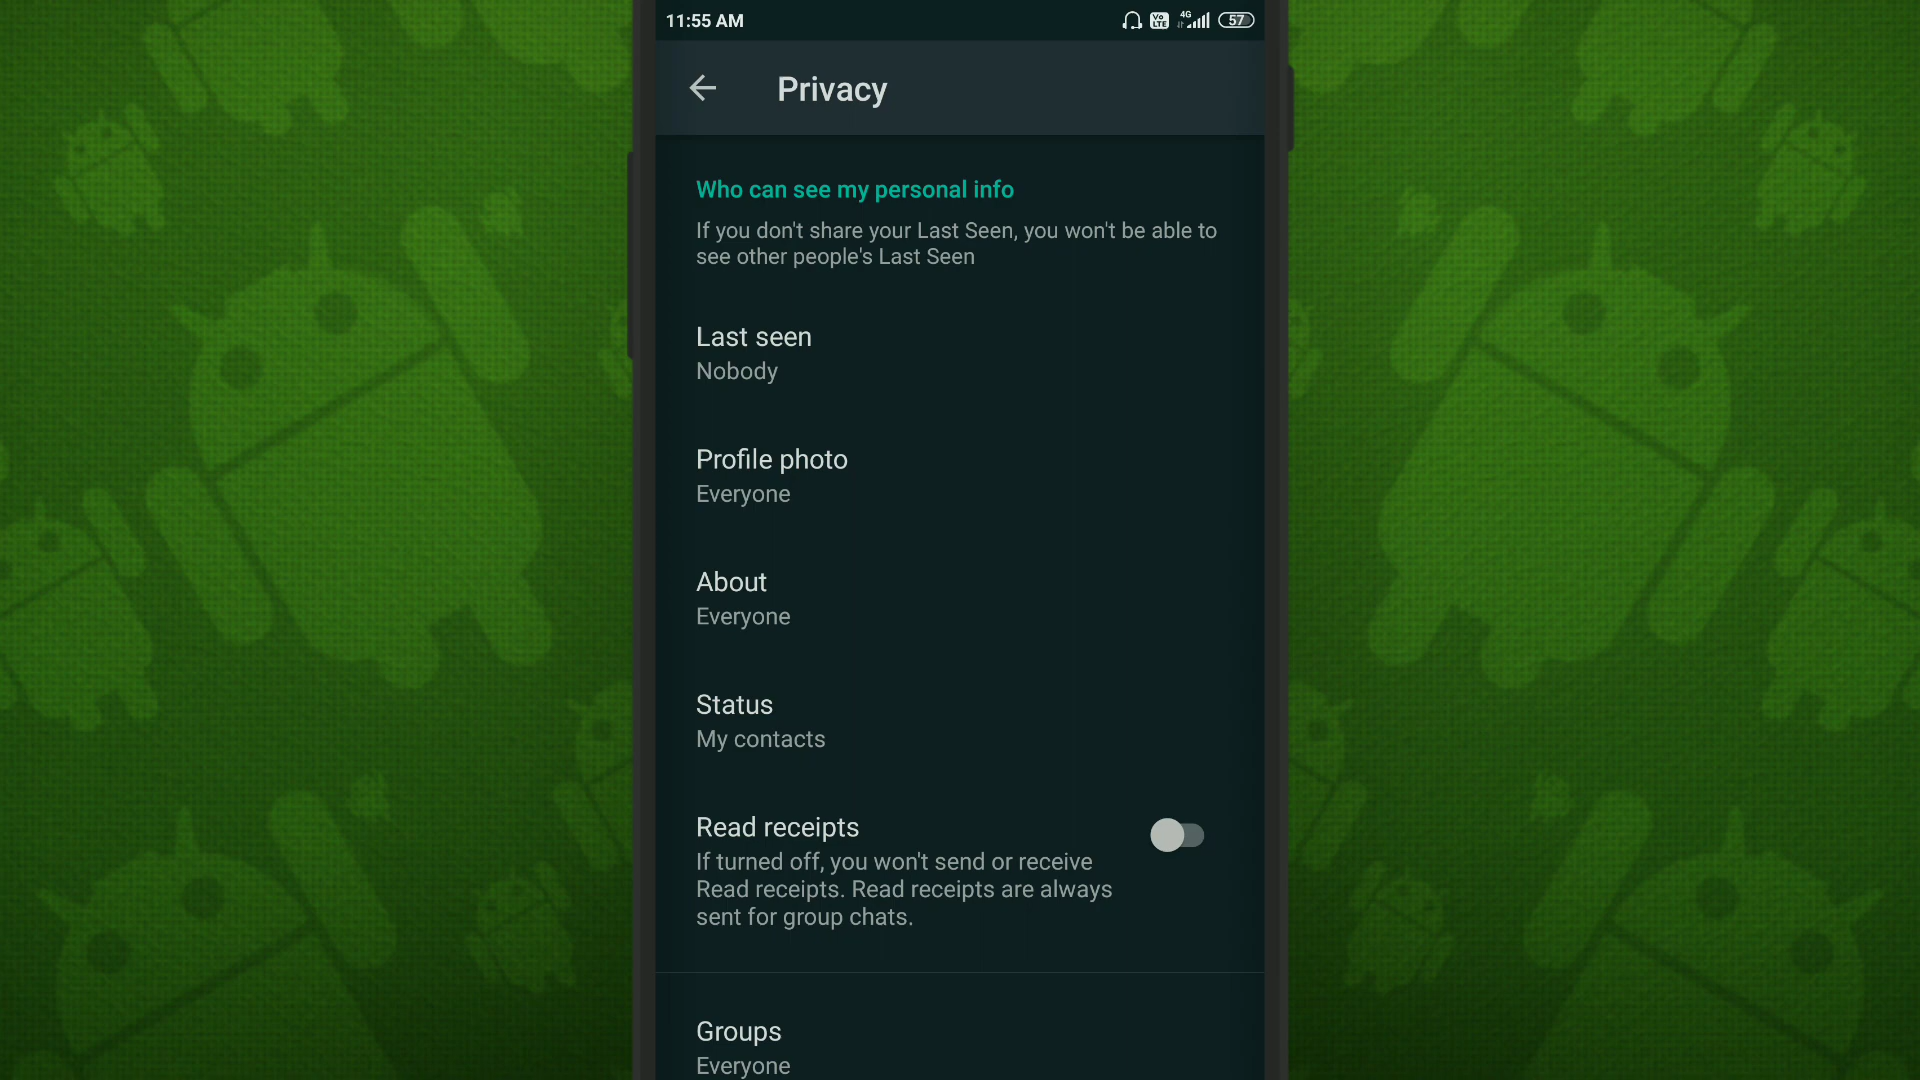 11:55 AM
Vo
LTE
4G
57
Privacy
Who can see my personal info
If you don't share your Last Seen, you won't be able to
see other people's Last Seen
Last seen
Nobody
Profile photo
Everyone
About
Everyone
Status
My contacts
Read receipts
If turned off, you won't send or receive
Read receipts. Read receipts are always
sent for group chats.
Groups
Everyone